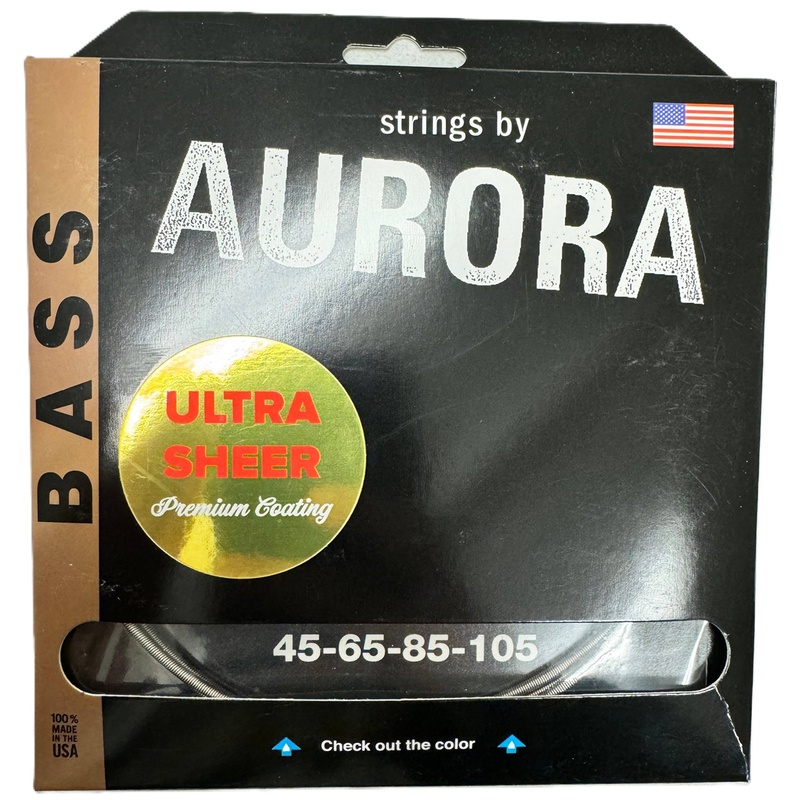 strings by
AURORA
BASS
ULTRA
SHEER
Premium Coating
45-65-85-105
100%
MADE
IN THE
USA
Check out the color